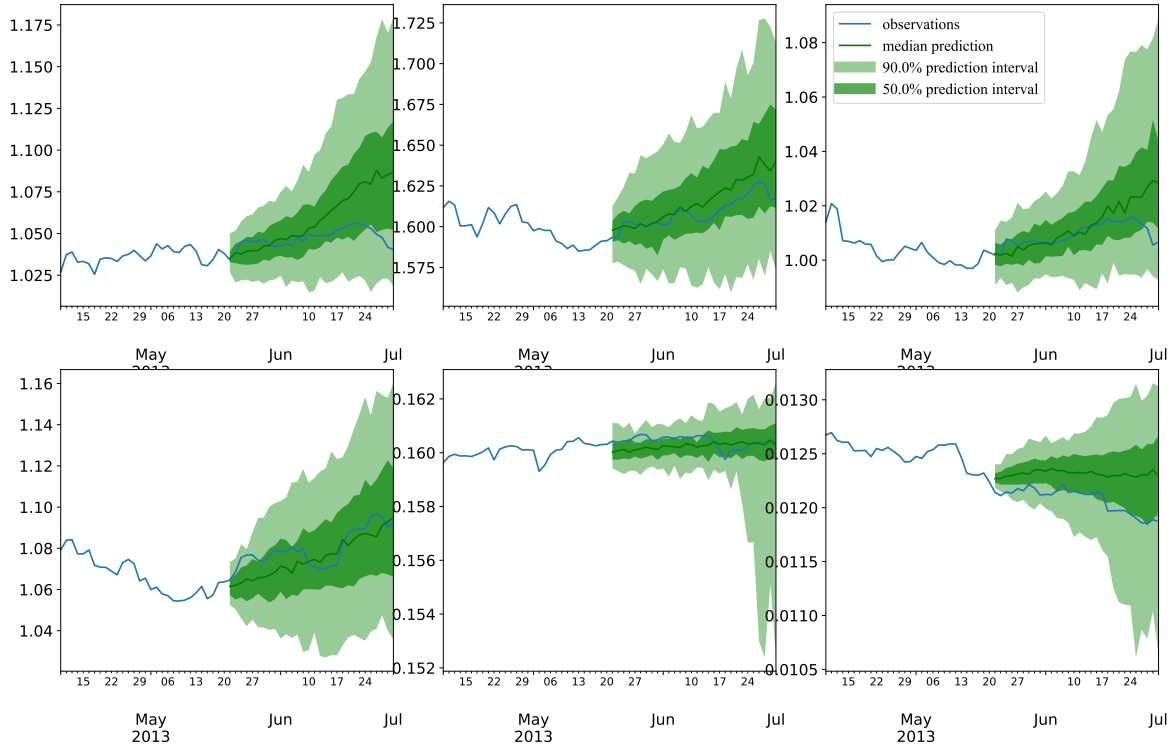 1.175
1.150
1.125
1.100
1.075
1.050
1.025
15 22 29 06 13 20 27 10 17 24
May Jun Jul
2013
1.725
1.700
1.675
1.650
1.625
1.600
1.575
15 22 29 06 13 20 27 10 17 24
May Jun Jul
2013
observations
median prediction
90.0% prediction interval
50.0% prediction interval
1.08
1.06
1.04
1.02
1.00
15 22 29 06 13 20 27 10 17 24
May Jun Jul
2013
1.16
1.14
1.12
1.10
1.08
1.06
1.04
15 22 29 06 13 20 27 10 17 24
May Jun Jul
2013
0.162
0.160
0.158
0.156
0.154
0.152
15 22 29 06 13 20 27 10 17 24
May Jun Jul
2013
0.0130
0.0125
0.0120
0.0115
0.0110
0.0105
15 22 29 06 13 20 27 10 17 24
May Jun Jul
2013